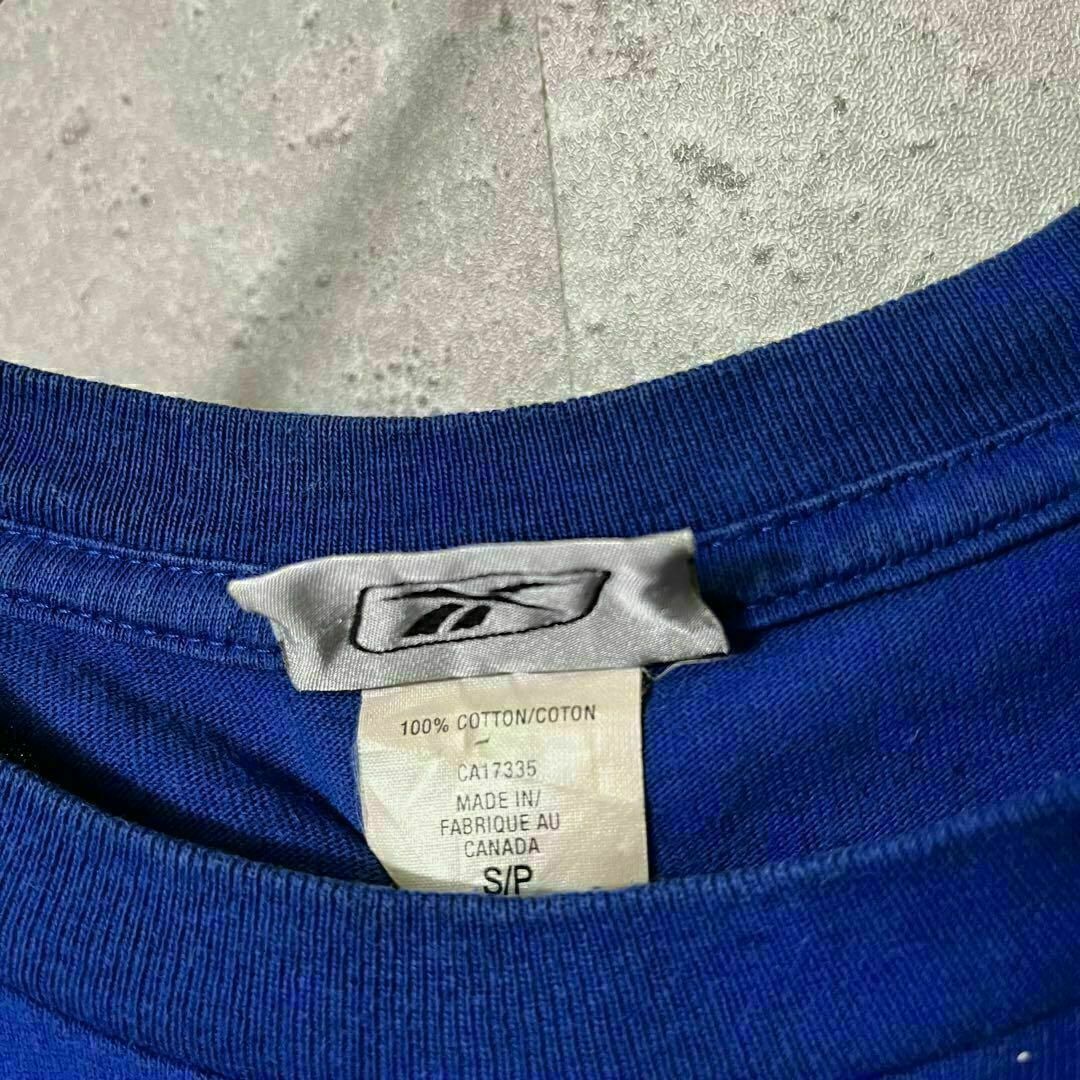 100% COTTON/COTON
CA17335
MADE IN/
FABRIQUE AU
CANADA
S/P